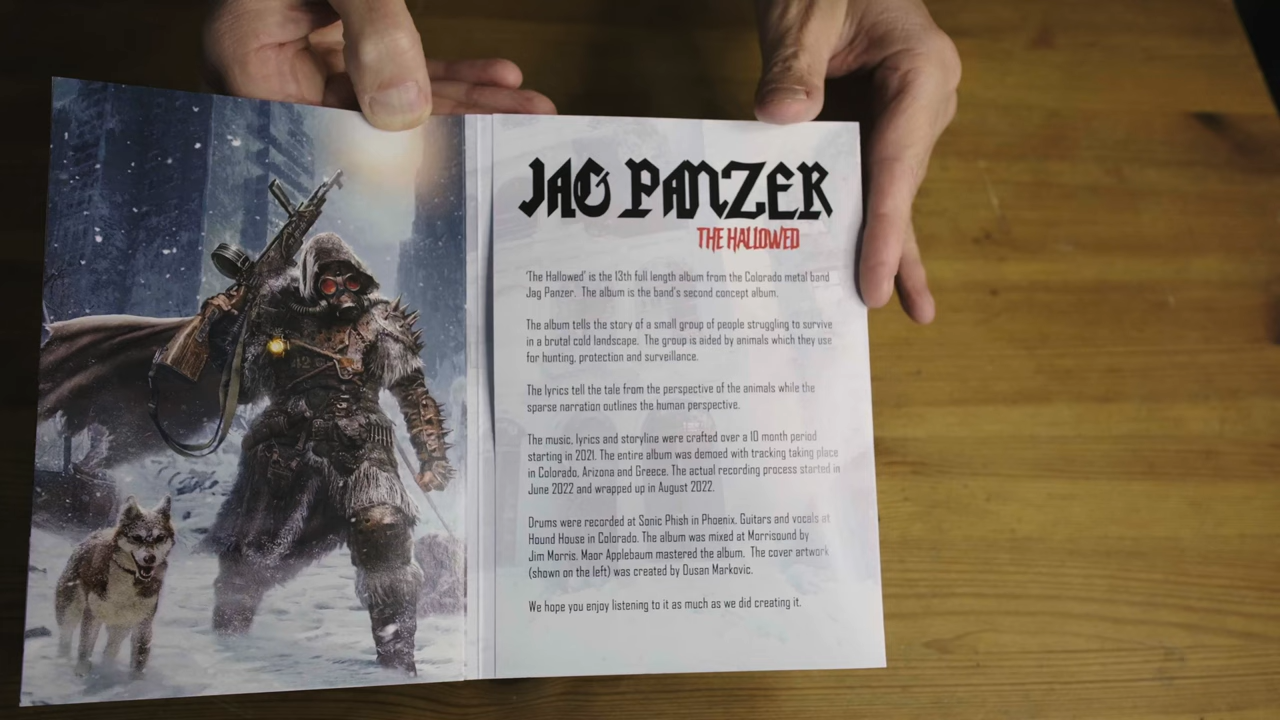 JAG PANZER
THE HALLOWED
'The Hallowed' is the 13th full length album from the Colorado metal band
Jag Panzer. The album is the band's second concept album.
The album tells the story of a small group of people struggling to survive
in a brutal cold landscape. The group is aided by animals which they use
for hunting, protection and surveillance.
The lyrics tell the tale from the perspective of the animals while the
sparse narration outlines the human perspective.
The music, lyrics and storyline were crafted over a 10 month period
starting in 2021. The entire album was demoed with tracking taking place
in Colorado, Arizona and Greece. The actual recording process started in
June 2022 and wrapped up in August 2022.
Drums were recorded at Sonic Phish in Phoenix. Guitars and vocals at
Hound House in Colorado. The album was mixed at Morrisound by
Jim Morris. Maor Applebaum mastered the album. The cover artwork
(shown on the left) was created by Dusan Markovic.
We hope you enjoy listening to it as much as we did creating it.